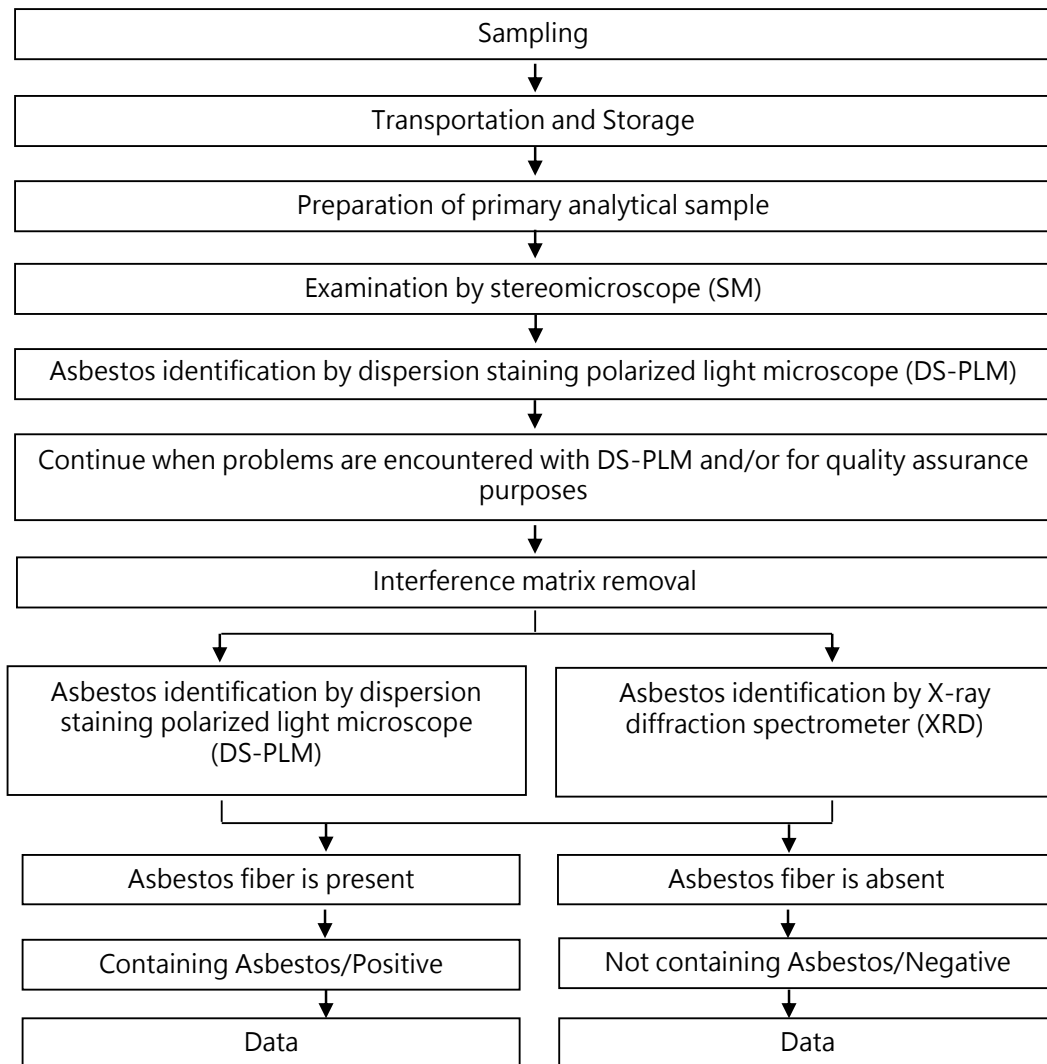 Sampling
Transportation and Storage
Preparation of primary analytical sample
Examination by stereomicroscope (SM)
Asbestos identification by dispersion staining polarized light microscope (DS-PLM)
Continue when problems are encountered with DS-PLM and/or for quality assurance
purposes
Interference matrix removal
Asbestos identification by dispersion
staining polarized light microscope
(DS-PLM)
Asbestos identification by X-ray
diffraction spectrometer (XRD)
Asbestos fiber is present
Asbestos fiber is absent
Containing Asbestos/Positive
Not containing Asbestos/Negative
Data
Data